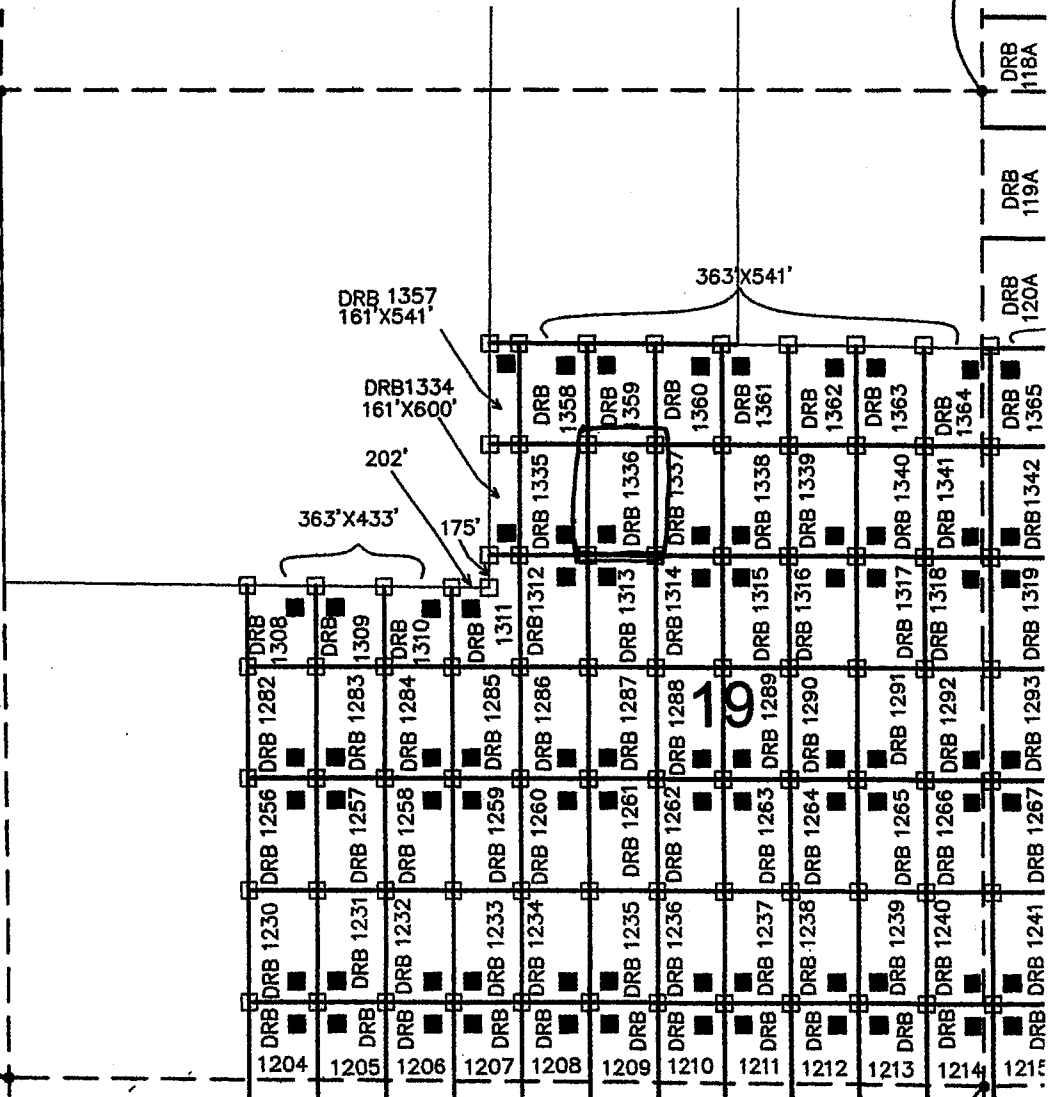 DRB
118A
DRB
119A
DRB
120A
363'X541'
DRB 1357
161'X541'
DRB1334
161'X600'
202'
363'X433'
175'
DRB
1358
DRB
1359
DRB
1360
DRB
1361
DRB
1362
DRB
1363
DRB
1364
DRB
1365
DRB 1335
DRB 1336
DRB 1337
DRB 1338
DRB 1339
DRB 1340
DRB 1341
DRB 1342
DRB
1308
DRB
1309
DRB
1310
DRB
1311
DRB 1312
DRB 1313
DRB 1314
DRB 1315
DRB 1316
DRB 1317
DRB 1318
DRB 1319
DRB 1282
DRB 1283
DRB 1284
DRB 1285
DRB 1286
DRB 1287
DRB 1288
19
DRB 1289
DRB 1290
DRB 1291
DRB 1292
DRB 1293
DRB 1256
DRB 1257
DRB 1258
DRB 1259
DRB 1260
DRB 1261
DRB 1262
DRB 1263
DRB 1264
DRB 1265
DRB 1266
DRB 1267
DRB 1230
DRB 1231
DRB 1232
DRB 1233
DRB 1234
DRB 1235
DRB 1236
DRB 1237
DRB 1238
DRB 1239
DRB 1240
DRB 1241
DRB
1204
DRB
1205
DRB
1206
DRB
1207
DRB
1208
DRB
1209
DRB
1210
DRB
1211
DRB
1212
DRB
1213
DRB
1214
DRB
1215